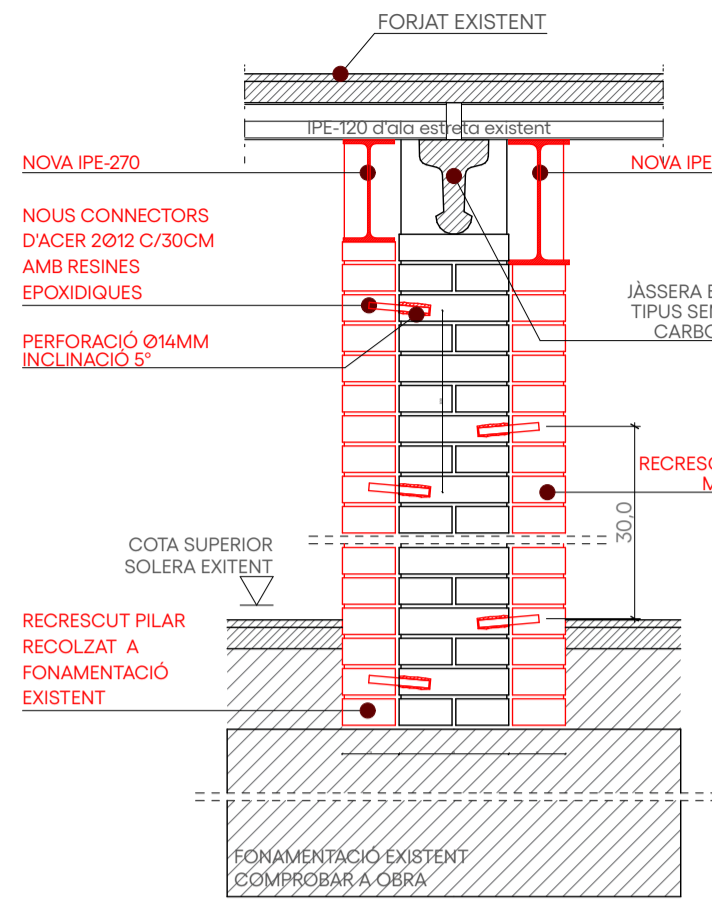 FORJAT EXISTENT
IPE-120 d'ala estreta existent
NOVA IPE-270
NOVA IPE
NOUS CONNECTORS
D'ACER 2Ø12 C/30CM
AMB RESINES
EPOXIDIQUES
JÀSSERA E
TIPUS SER
CARBO
PERFORACIÓ Ø14MM
INCLINACIÓ 5º
RECRESC
M
30,0
COTA SUPERIOR
SOLERA EXITENT
RECRESCUT PILAR
RECOLZAT A
FONAMENTACIÓ
EXISTENT
FONAMENTACIÓ EXISTENT
COMPROBAR A OBRA